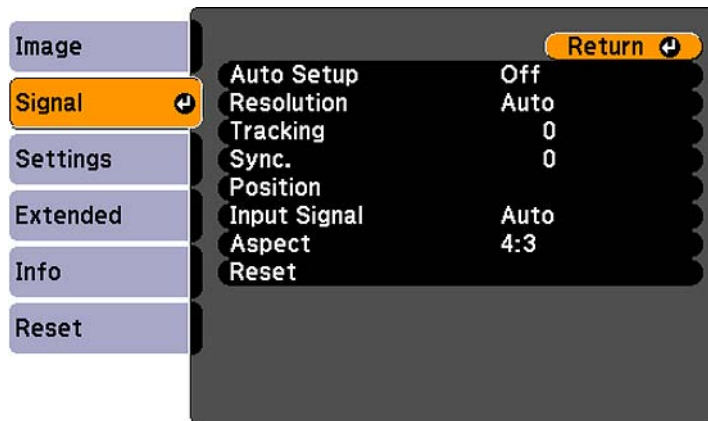 Image
Signal
Settings
Extended
Info
Reset
Return
Auto Setup Off
Resolution Auto
Tracking 0
Sync. 0
Position
Input Signal Auto
Aspect 4:3
Reset